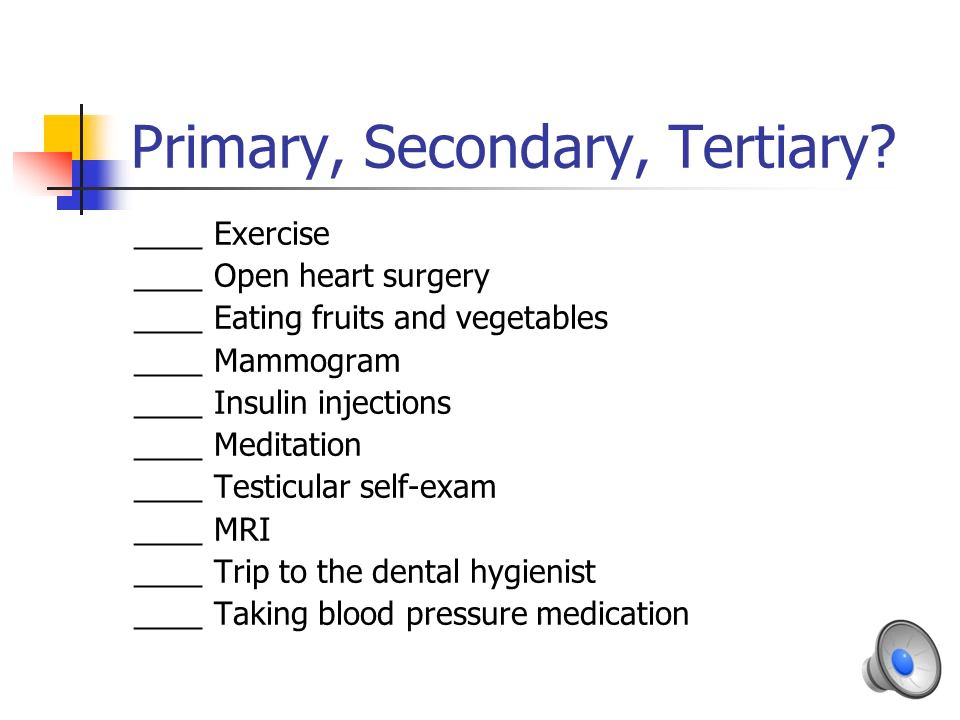 Primary, Secondary, Tertiary?
____ Exercise
____ Open heart surgery
____ Eating fruits and vegetables
____ Mammogram
____ Insulin injections
____ Meditation
____ Testicular self-exam
____ MRI
____ Trip to the dental hygienist
____ Taking blood pressure medication